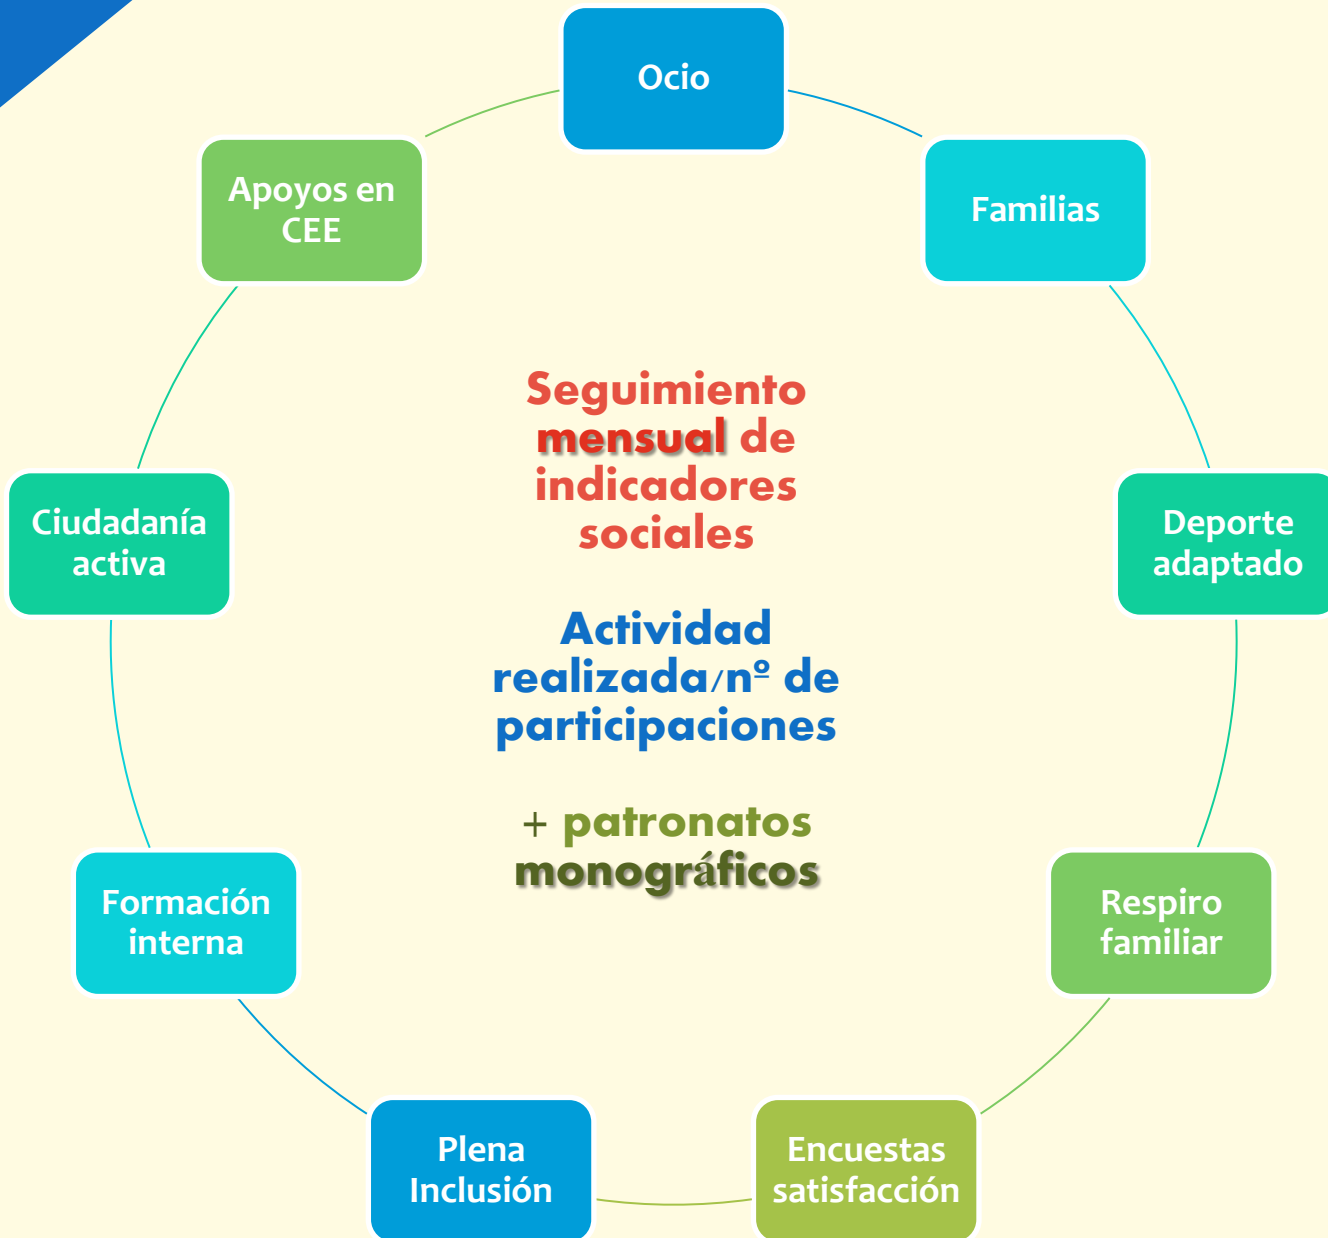 Ocio
Familias
Deporte
adaptado
Respiro
familiar
Encuestas
satisfacción
Plena
Inclusión
Formación
interna
Ciudadanía
activa
Apoyos en
CEE
Seguimiento
mensual de
indicadores
sociales
Actividad
realizada/nº de
participaciones
+ patronatos
monográficos